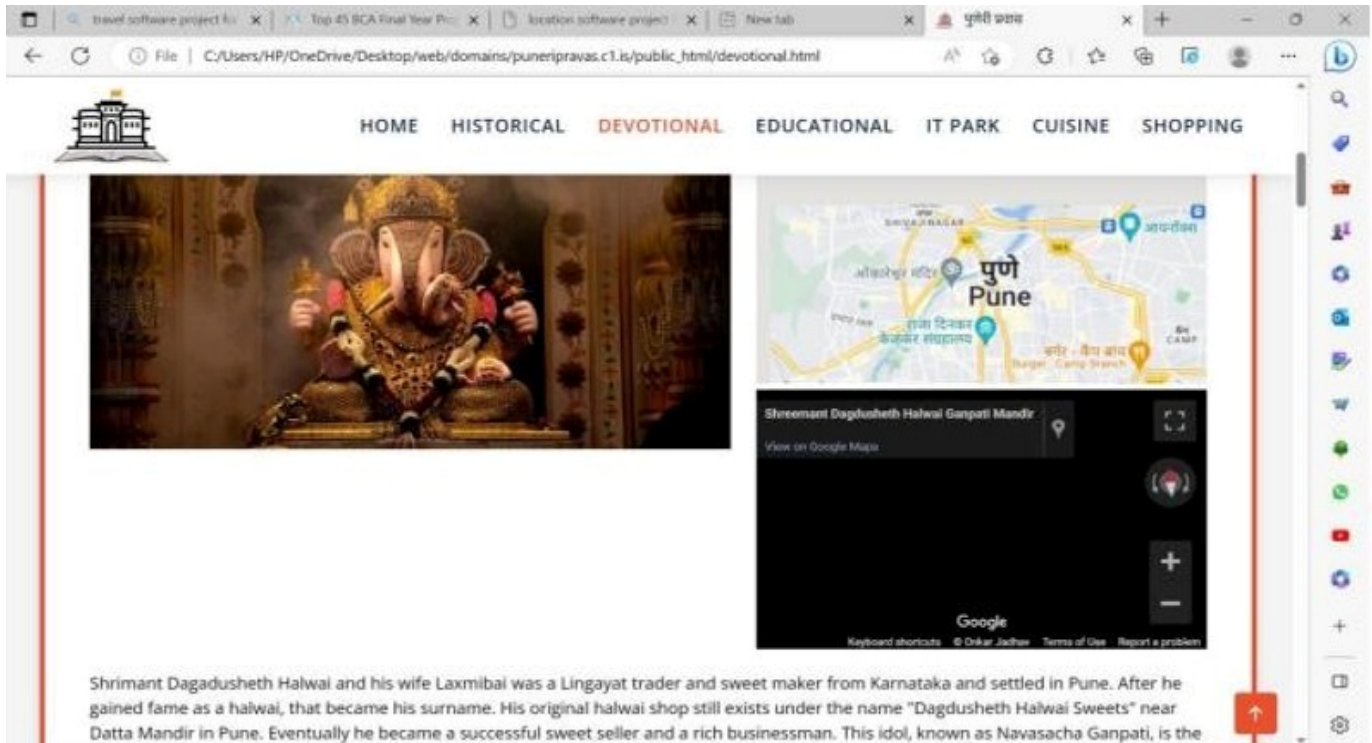 travel software project for
Top 45 BCA Final Year Pro
location software project
New tab
पुणेरी प्रवास
File | C:/Users/HP/OneDrive/Desktop/web/domains/puneripravas.c1.is/public_html/devotional.html
HOME HISTORICAL DEVOTIONAL EDUCATIONAL IT PARK CUISINE SHOPPING
SHIVAJINAGAR
ओंकारेश्वर मंदिर
पुणे
Pune
राजा दिनकर
केळकर संग्रहालय
बर्गर - कॅम्प ब्रांच
Burger - Camp Branch
कॅम्प
CAMP
Shreemant Dagdusheth Halwai Ganpati Mandir
View on Google Maps
Google
Keyboard shortcuts © Onkar Jadhav Terms of Use Report a problem
Shrimant Dagadusheth Halwai and his wife Laxmibai was a Lingayat trader and sweet maker from Karnataka and settled in Pune. After he
gained fame as a halwai, that became his surname. His original halwai shop still exists under the name "Dagdusheth Halwai Sweets" near
Datta Mandir in Pune. Eventually he became a successful sweet seller and a rich businessman. This idol, known as Navasacha Ganpati, is the